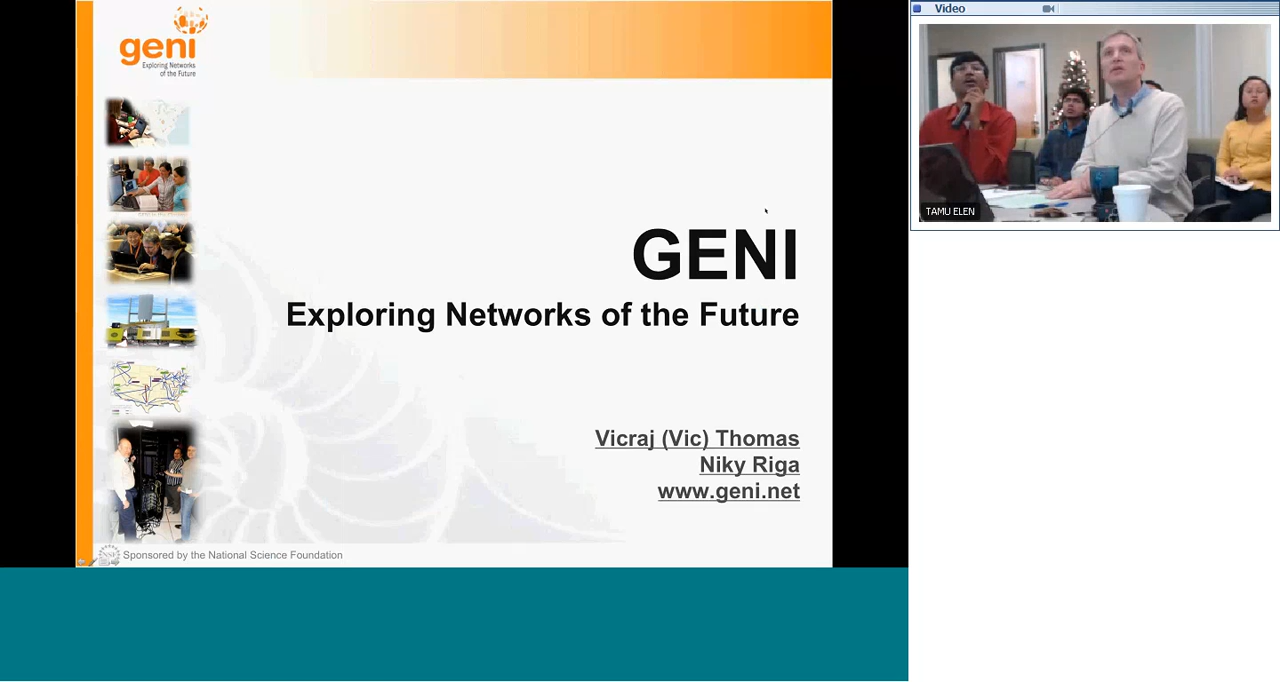 geni
Exploring Networks
of the Future
GENI
Exploring Networks of the Future
Vicraj (Vic) Thomas
Niky Riga
www.geni.net
NSF
Sponsored by the National Science Foundation
Video
TAMU ELEN